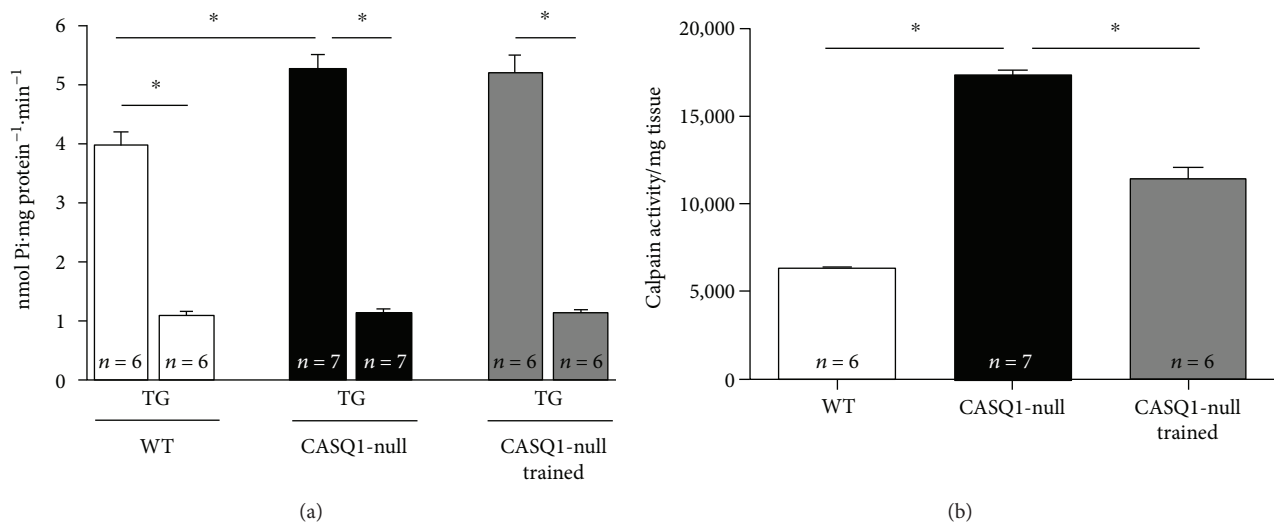 nmol Pi·mg protein⁻¹·min⁻¹
6
5
4
3
2
1
0
*
*
*
*
n = 6
n = 6
n = 7
n = 7
n = 6
n = 6
TG
TG
TG
WT
CASQ1-null
CASQ1-null
trained
(a)
Calpain activity/mg tissue
20,000
15,000
10,000
5,000
0
*
*
n = 6
n = 7
n = 6
WT
CASQ1-null
CASQ1-null
trained
(b)